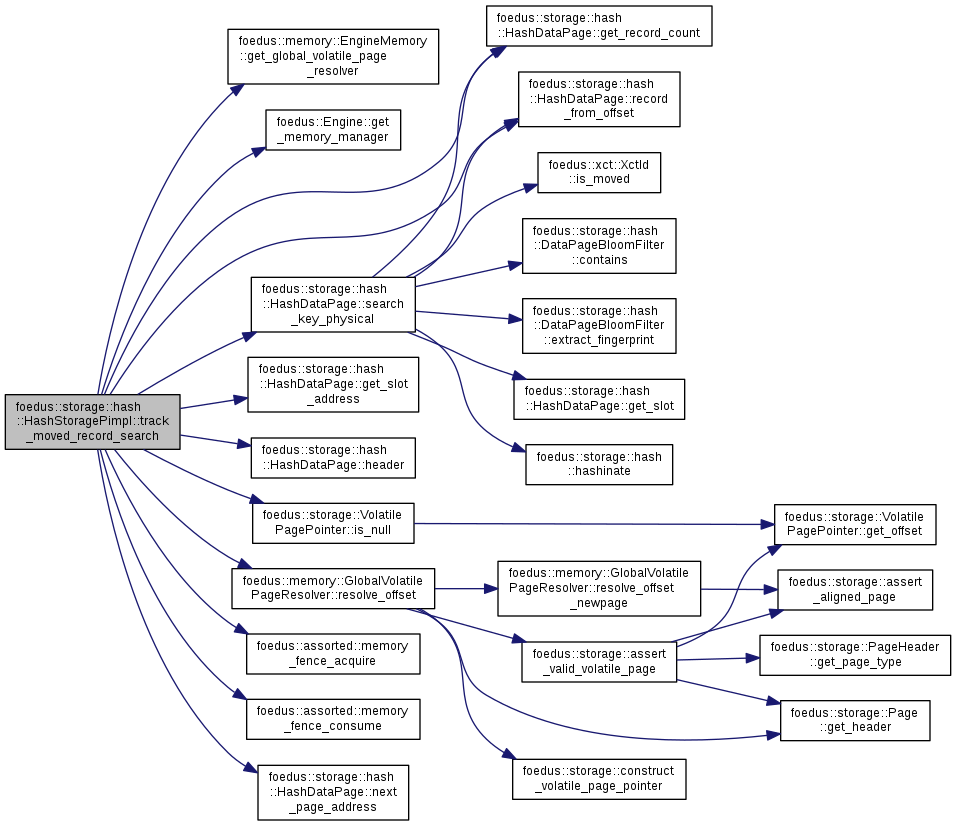 foedus::storage::hash
::HashDataPage::get_record_count
foedus::memory::EngineMemory
::get_global_volatile_page
_resolver
foedus::storage::hash
::HashDataPage::record
_from_offset
foedus::Engine::get
_memory_manager
foedus::xct::XctId
::is_moved
foedus::storage::hash
::DataPageBloomFilter
::contains
foedus::storage::hash
::HashDataPage::search
_key_physical
foedus::storage::hash
::DataPageBloomFilter
::extract_fingerprint
foedus::storage::hash
::HashDataPage::get_slot
_address
foedus::storage::hash
::HashDataPage::get_slot
foedus::storage::hash
::HashStoragePimpl::track
_moved_record_search
foedus::storage::hash
::HashDataPage::header
foedus::storage::hash
::hashinate
foedus::storage::Volatile
PagePointer::is_null
foedus::storage::Volatile
PagePointer::get_offset
foedus::memory::GlobalVolatile
PageResolver::resolve_offset
foedus::memory::GlobalVolatile
PageResolver::resolve_offset
_newpage
foedus::storage::assert
_aligned_page
foedus::assorted::memory
_fence_acquire
foedus::storage::assert
_valid_volatile_page
foedus::storage::PageHeader
::get_page_type
foedus::assorted::memory
_fence_consume
foedus::storage::Page
::get_header
foedus::storage::hash
::HashDataPage::next
_page_address
foedus::storage::construct
_volatile_page_pointer